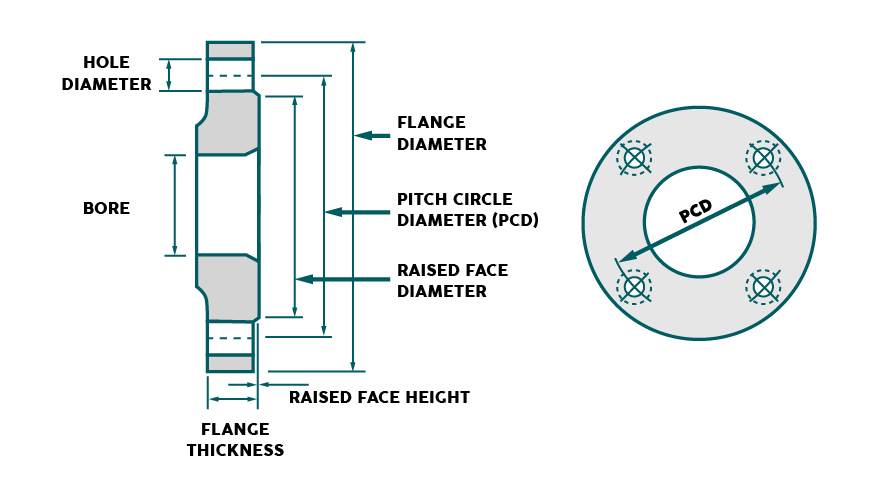 HOLE
DIAMETER
BORE
FLANGE
DIAMETER
PITCH CIRCLE
DIAMETER (PCD)
RAISED FACE
DIAMETER
RAISED FACE HEIGHT
FLANGE
THICKNESS
PCD